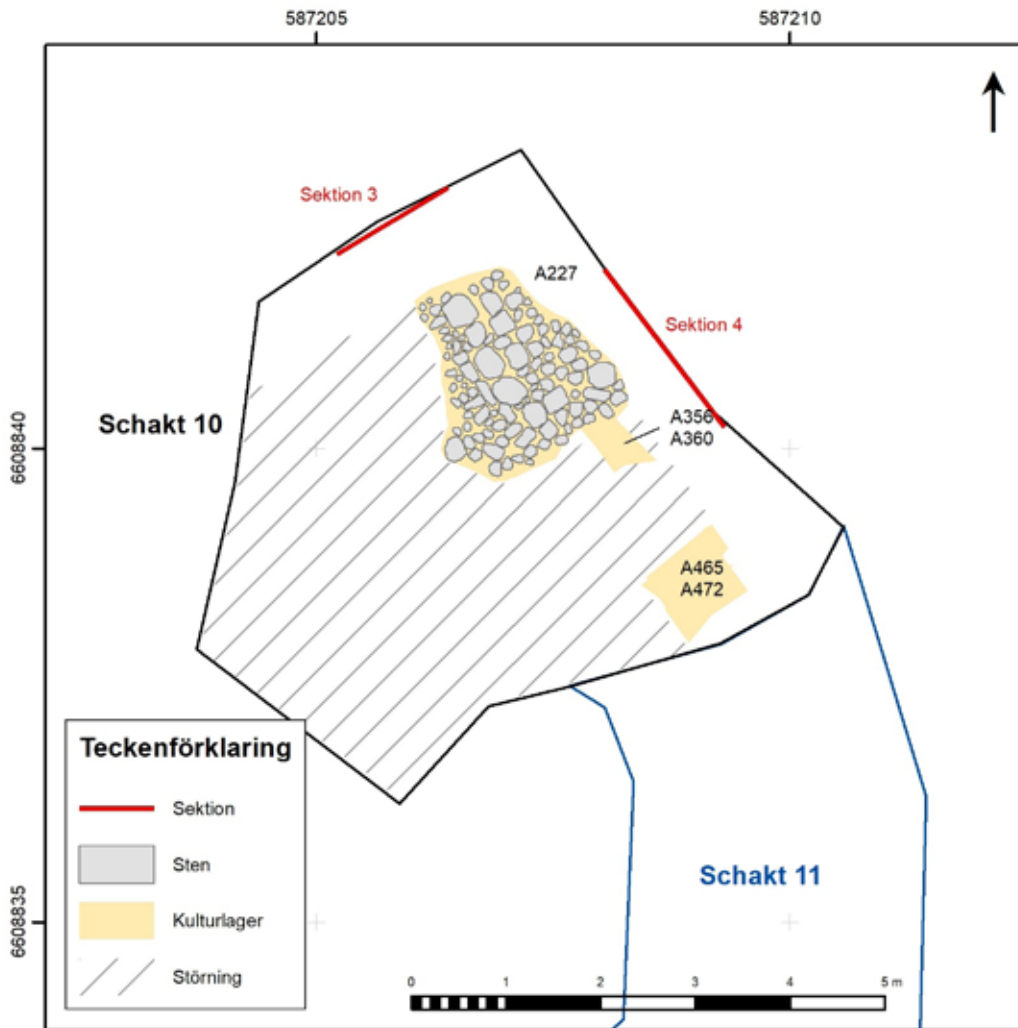 587205
587210
Sektion 3
A227
Sektion 4
Schakt 10
A356
A360
6608840
A465
A472
Teckenförklaring
Sektion
Sten
Kulturlager
Störning
Schakt 11
6608835
0 1 2 3 4 5 m